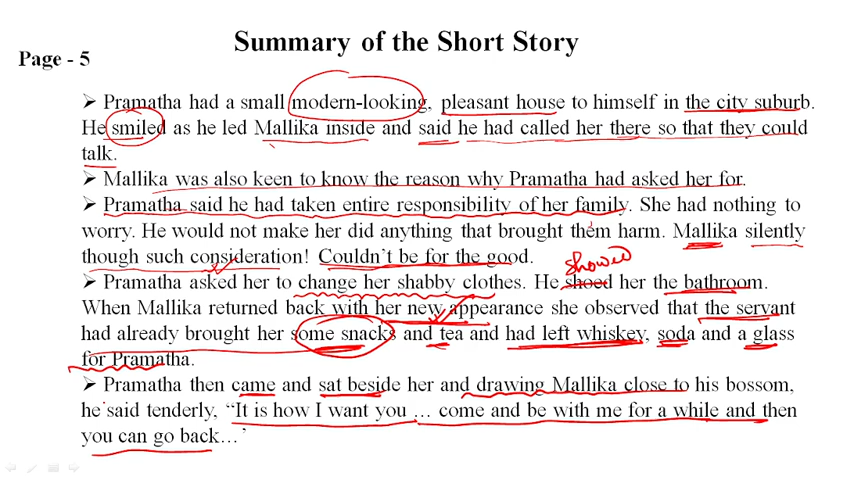 Summary of the Short Story
Page - 5
➢ Pramatha had a small modern-looking, pleasant house to himself in the city suburb.
He smiled as he led Mallika inside and said he had called her there so that they could
talk.
➢ Mallika was also keen to know the reason why Pramatha had asked her for.
➢ Pramatha said he had taken entire responsibility of her family. She had nothing to
worry. He would not make her did anything that brought them harm. Mallika silently
though such consideration! Couldn't be for the good.
showed
➢ Pramatha asked her to change her shabby clothes. He shoed her the bathroom.
When Mallika returned back with her new appearance she observed that the servant
had already brought her some snacks and tea and had left whiskey, soda and a glass
for Pramatha.
➢ Pramatha then came and sat beside her and drawing Mallika close to his bossom,
he said tenderly, “It is how I want you … come and be with me for a while and then
you can go back…’